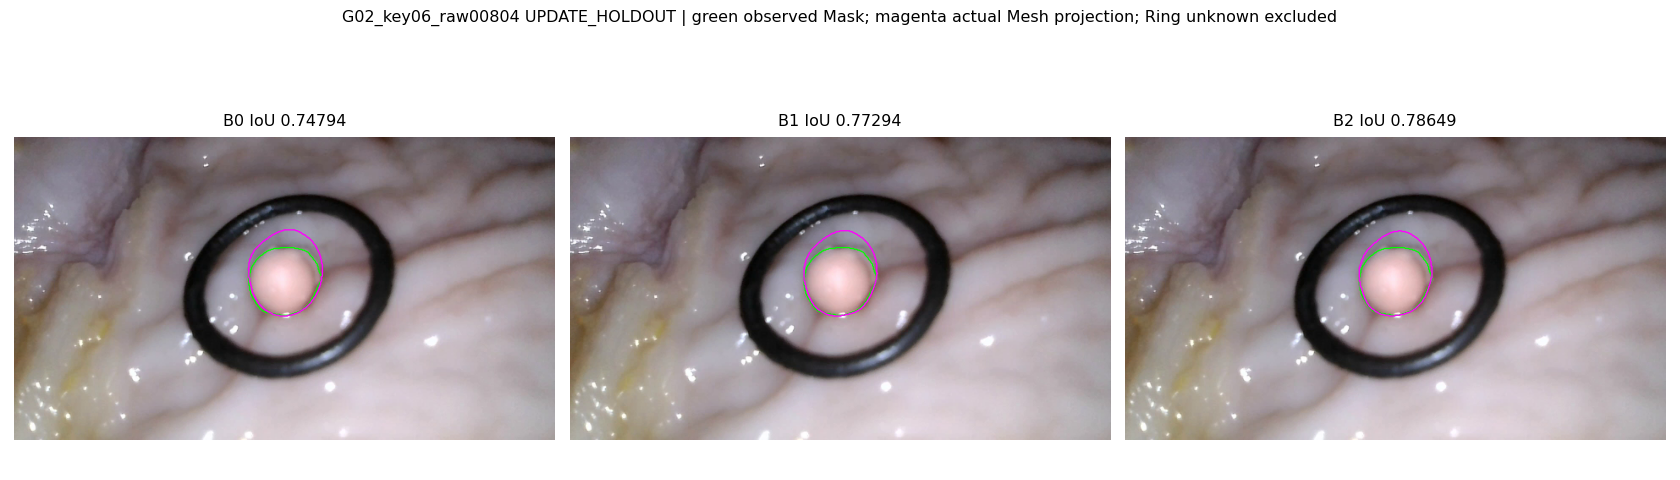 G02_key06_raw00804 UPDATE_HOLDOUT | green observed Mask; magenta actual Mesh projection; Ring unknown excluded
B0 IoU 0.74794
B1 IoU 0.77294
B2 IoU 0.78649